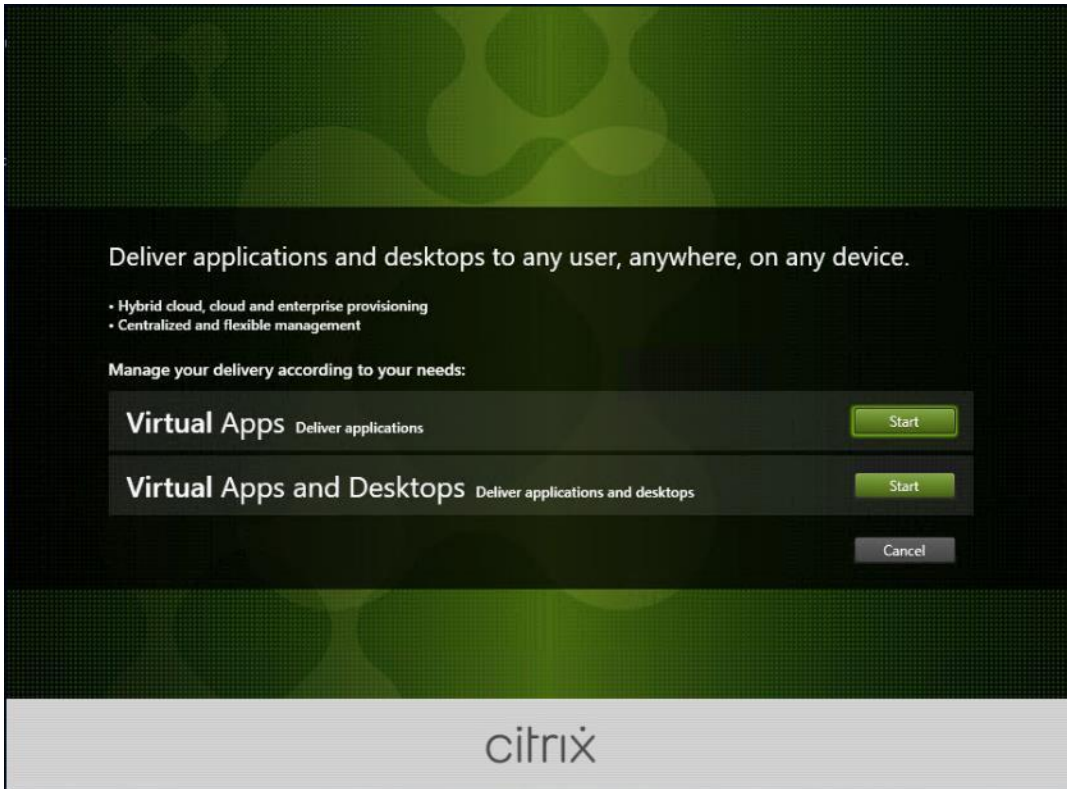 Deliver applications and desktops to any user, anywhere, on any device.
• Hybrid cloud, cloud and enterprise provisioning
• Centralized and flexible management
Manage your delivery according to your needs:
Virtual Apps Deliver applications Start
Virtual Apps and Desktops Deliver applications and desktops Start
Cancel
citrix